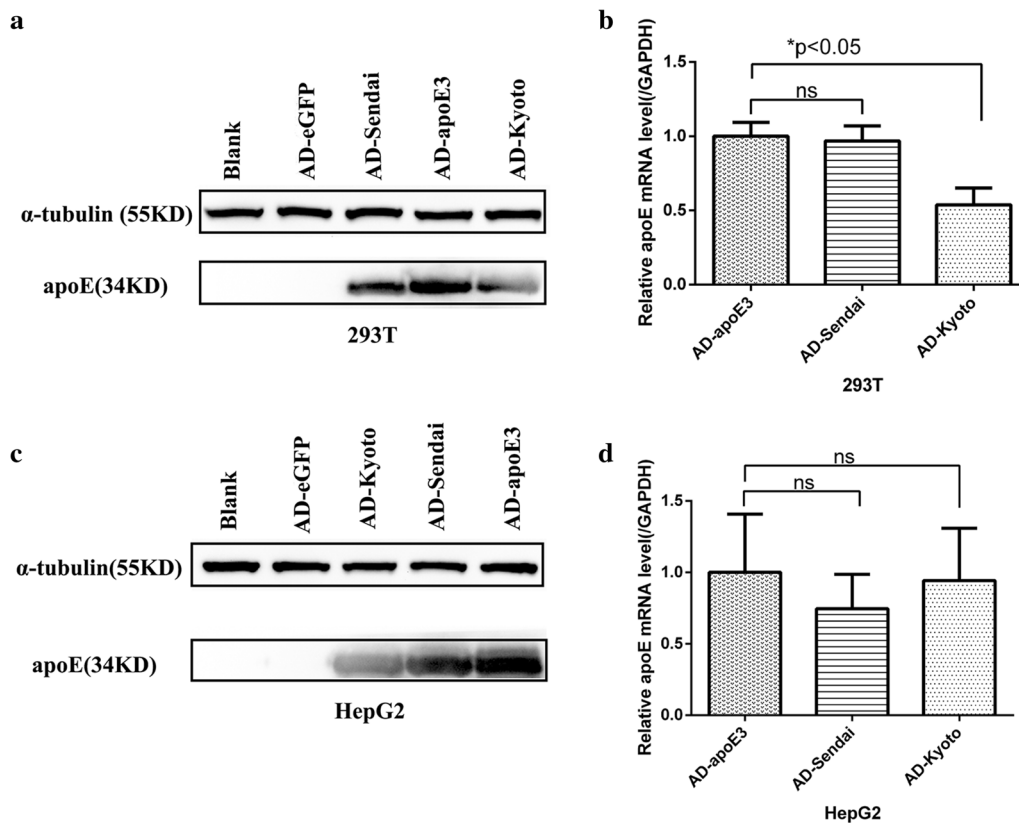 a
Blank
AD-eGFP
AD-Sendai
AD-apoE3
AD-Kyoto
α-tubulin (55KD)
apoE(34KD)
293T
b
Relative apoE mRNA level(/GAPDH)
*p<0.05
ns
1.5
1.0
0.5
0.0
AD-apoE3
AD-Sendai
AD-Kyoto
293T
c
Blank
AD-eGFP
AD-Kyoto
AD-Sendai
AD-apoE3
α-tubulin(55KD)
apoE(34KD)
HepG2
d
Relative apoE mRNA level(/GAPDH)
ns
ns
1.5
1.0
0.5
0.0
AD-apoE3
AD-Sendai
AD-Kyoto
HepG2